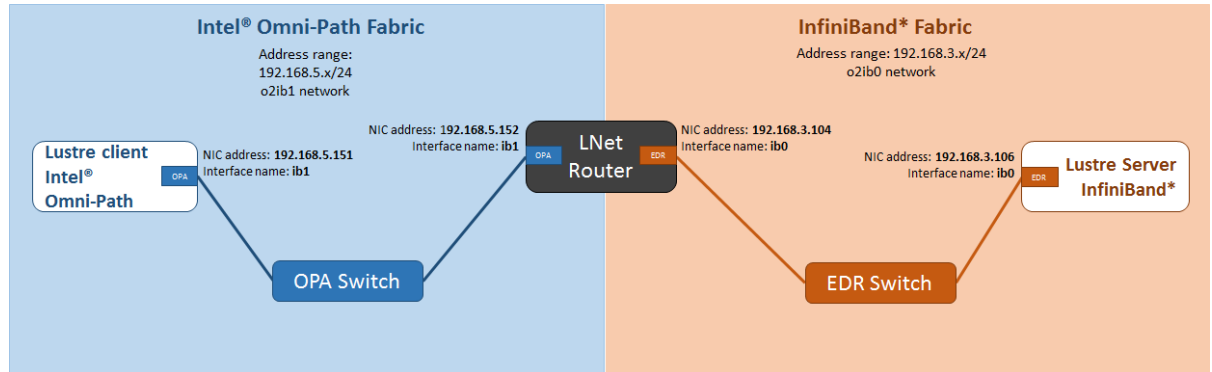 Intel® Omni-Path Fabric
Address range:
192.168.5.x/24
o2ib1 network
InfiniBand* Fabric
Address range: 192.168.3.x/24
o2ib0 network
Lustre client
Intel®
Omni-Path
OPA
NIC address: 192.168.5.151
Interface name: ib1
NIC address: 192.168.5.152
Interface name: ib1
OPA
LNet
Router
EDR
NIC address: 192.168.3.104
Interface name: ib0
NIC address: 192.168.3.106
Interface name: ib0
EDR
Lustre Server
InfiniBand*
OPA Switch
EDR Switch